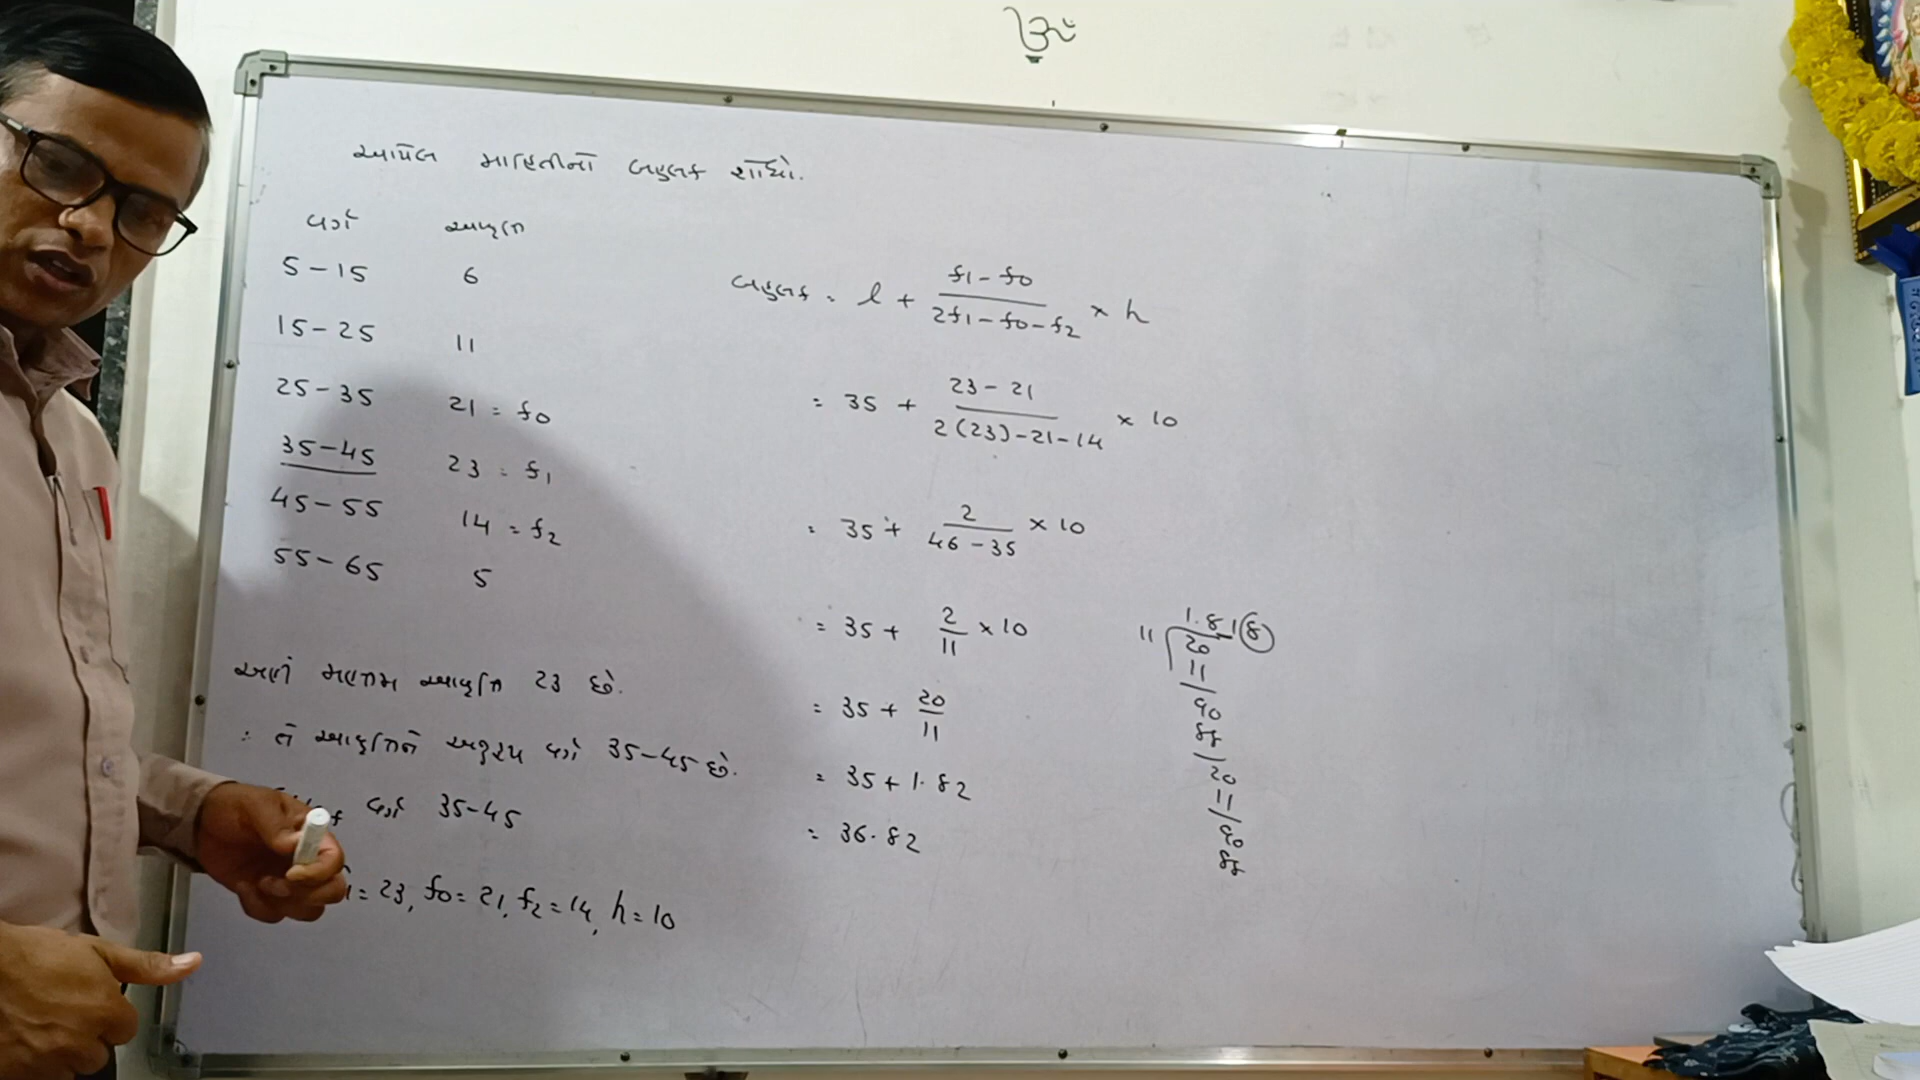 ૐ
આપેલ માહિતીનો બહુલક શોધો.
વર્ગ આવૃત્તિ
5-15 6
15-25 11
25-35 21 = f0
35-45 23 = f1
45-55 14 = f2
55-65 5
અહીં મહત્તમ આવૃત્તિ 23 છે.
∴ તે આવૃત્તિને અનુરૂપ વર્ગ 35-45 છે.
વર્ગ 35-45
= 23, f0 = 21, f2 = 14, h = 10
બહુલક = l + (f1 - f0)/(2f1 - f0 - f2) × h
= 35 + (23 - 21)/(2(23) - 21 - 14) × 10
= 35 + 2/(46 - 35) × 10
= 35 + 2/11 × 10
= 35 + 20/11
= 35 + 1.82
= 36.82
1.818
11 20
11
90
88
20
11
90
88